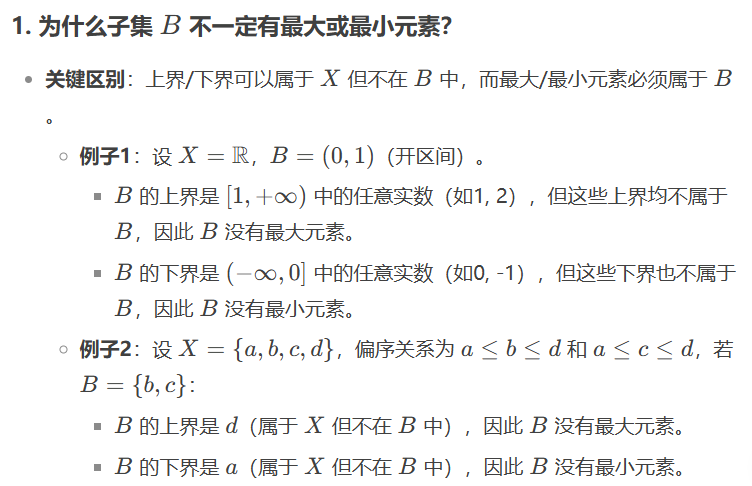 1. 为什么子集 B 不一定有最大或最小元素？
• 关键区别：上界/下界可以属于 X 但不在 B 中，而最大/最小元素必须属于 B
。
◦ 例子1：设 X = ℝ，B = (0, 1)（开区间）。
▪ B 的上界是 [1, +∞) 中的任意实数（如1, 2），但这些上界均不属于
B，因此 B 没有最大元素。
▪ B 的下界是 (−∞, 0] 中的任意实数（如0, -1），但这些下界也不属于
B，因此 B 没有最小元素。
◦ 例子2：设 X = {a, b, c, d}，偏序关系为 a ≤ b ≤ d 和 a ≤ c ≤ d，若
B = {b, c}：
▪ B 的上界是 d（属于 X 但不在 B 中），因此 B 没有最大元素。
▪ B 的下界是 a（属于 X 但不在 B 中），因此 B 没有最小元素。